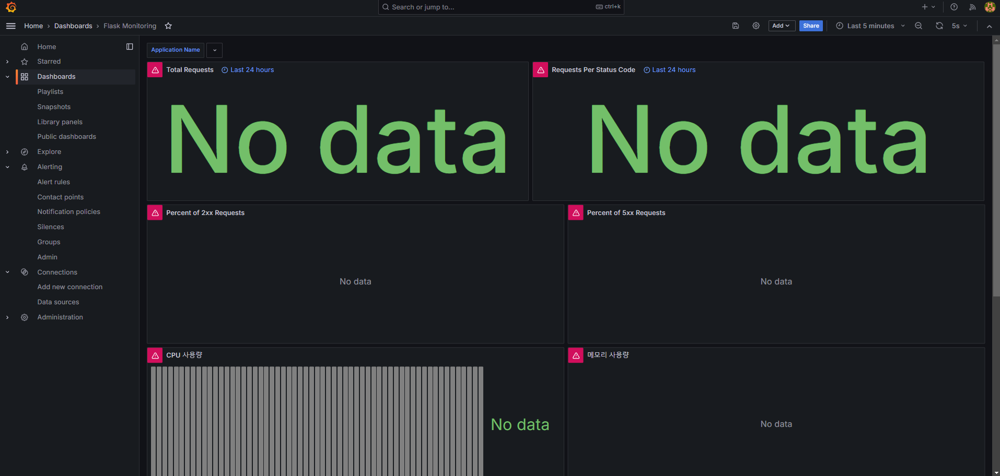 Search or jump to...
ctrl+k
Home
Dashboards
Flask Monitoring
Add
Share
Last 5 minutes
5s
Home
Starred
Dashboards
Playlists
Snapshots
Library panels
Public dashboards
Explore
Alerting
Alert rules
Contact points
Notification policies
Silences
Groups
Admin
Connections
Add new connection
Data sources
Administration
Application Name
Total Requests
Last 24 hours
No data
Requests Per Status Code
Last 24 hours
No data
Percent of 2xx Requests
No data
Percent of 5xx Requests
No data
CPU 사용량
No data
메모리 사용량
No data